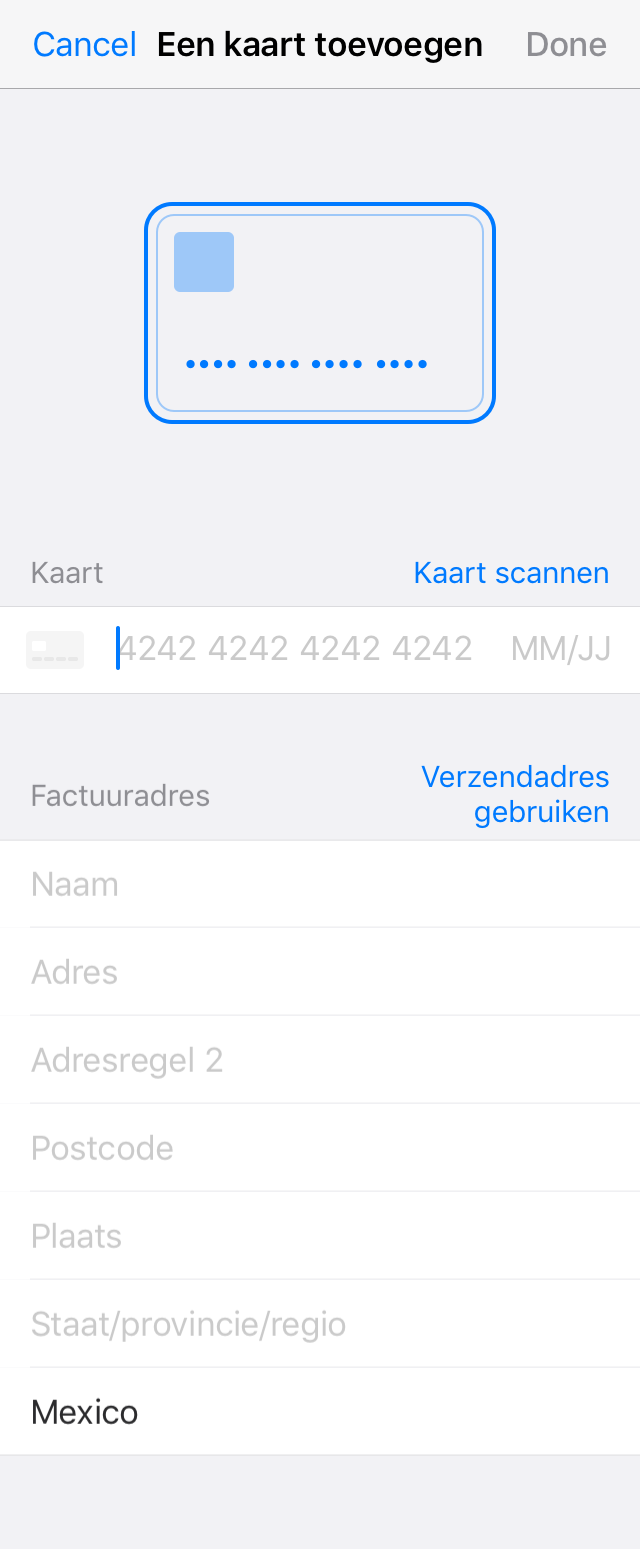 Cancel Een kaart toevoegen Done
Kaart Kaart scannen
4242 4242 4242 4242 MM/JJ
Factuuradres
Verzendadres
gebruiken
Naam
Adres
Adresregel 2
Postcode
Plaats
Staat/provincie/regio
Mexico